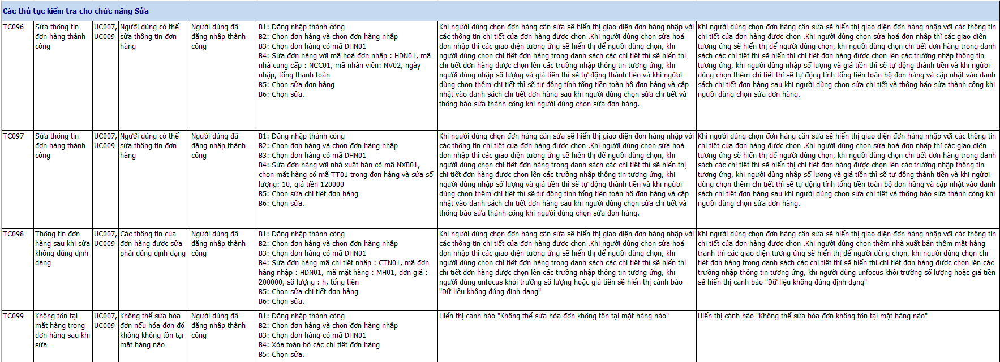 Các thủ tục kiểm tra cho chức năng Sửa
TC096
Sửa thông tin
đơn hàng thành
công
UC007,
UC009
Người dùng có thể
sửa thông tin đơn
hàng
Người dùng đã
đăng nhập thành
công
B1: Đăng nhập thành công
B2: Chọn đơn hàng và chọn đơn hàng nhập
B3: Chọn đơn hàng có mã DHN01
B4: Sửa đơn hàng với mã hoá đơn nhập : HDN01, mã
nhà cung cấp : NCC01, mã nhân viên: NV02, ngày
nhập, tổng thanh toán
B5: Chọn sửa đơn hàng
B6: Chọn sửa.
Khi người dùng chọn đơn hàng cần sửa sẽ hiển thị giao diện đơn hàng nhập với
các thông tin chi tiết của đơn hàng được chọn .Khi người dùng chọn sửa hoá
đơn nhập thì các giao diện tương ứng sẽ hiển thị để người dùng chọn, khi
người dùng chọn chi tiết đơn hàng trong danh sách các chi tiết thì sẽ hiển thị
chi tiết đơn hàng được chọn lên các trường nhập thông tin tương ứng, khi
người dùng nhập số lượng và giá tiền thì sẽ tự động thành tiền và khi ngừơi
dùng chọn thêm chi tiết thì sẽ tự động tính tổng tiền toàn bộ đơn hàng và cập
nhật vào danh sách chi tiết đơn hàng sau khi người dùng chọn sửa chi tiết và
thông báo sửa thành công khi người dùng chọn sửa đơn hàng.
Khi người dùng chọn đơn hàng cần sửa sẽ hiển thị giao diện đơn hàng nhập với các thông tin
chi tiết của đơn hàng được chọn .Khi người dùng chọn sửa hoá đơn nhập thì các giao diện
tương ứng sẽ hiển thị để người dùng chọn, khi người dùng chọn chi tiết đơn hàng trong danh
sách các chi tiết thì sẽ hiển thị chi tiết đơn hàng được chọn lên các trường nhập thông tin
tương ứng, khi người dùng nhập số lượng và giá tiền thì sẽ tự động thành tiền và khi ngừơi
dùng chọn thêm chi tiết thì sẽ tự động tính tổng tiền toàn bộ đơn hàng và cập nhật vào danh
sách chi tiết đơn hàng sau khi người dùng chọn sửa chi tiết và thông báo sửa thành công khi
người dùng chọn sửa đơn hàng.
TC097
Sửa thông tin
đơn hàng thành
công
UC007,
UC009
Người dùng có thể
sửa thông tin đơn
hàng
Người dùng đã
đăng nhập thành
công
B1: Đăng nhập thành công
B2: Chọn đơn hàng và chọn đơn hàng nhập
B3: Chọn đơn hàng có mã DHN01
B4: Sửa đơn hàng với nhà xuất bản có mã NXB01,
chọn mặt hàng có mã TT01 trong đơn hàng và sửa số
lượng: 10, giá tiền 120000
B5: Chọn sửa chi tiết đơn hàng
B6: Chọn sửa.
Khi người dùng chọn đơn hàng cần sửa sẽ hiển thị giao diện đơn hàng nhập với
các thông tin chi tiết của đơn hàng được chọn .Khi người dùng chọn sửa hoá
đơn nhập thì các giao diện tương ứng sẽ hiển thị để người dùng chọn, khi
người dùng chọn chi tiết đơn hàng trong danh sách các chi tiết thì sẽ hiển thị
chi tiết đơn hàng được chọn lên các trường nhập thông tin tương ứng, khi
người dùng nhập số lượng và giá tiền thì sẽ tự động thành tiền và khi ngừơi
dùng chọn thêm chi tiết thì sẽ tự động tính tổng tiền toàn bộ đơn hàng và cập
nhật vào danh sách chi tiết đơn hàng sau khi người dùng chọn sửa chi tiết và
thông báo sửa thành công khi người dùng chọn sửa đơn hàng.
Khi người dùng chọn đơn hàng cần sửa sẽ hiển thị giao diện đơn hàng nhập với các thông tin
chi tiết của đơn hàng được chọn .Khi người dùng chọn sửa hoá đơn nhập thì các giao diện
tương ứng sẽ hiển thị để người dùng chọn, khi người dùng chọn chi tiết đơn hàng trong danh
sách các chi tiết thì sẽ hiển thị chi tiết đơn hàng được chọn lên các trường nhập thông tin
tương ứng, khi người dùng nhập số lượng và giá tiền thì sẽ tự động thành tiền và khi ngừơi
dùng chọn thêm chi tiết thì sẽ tự động tính tổng tiền toàn bộ đơn hàng và cập nhật vào danh
sách chi tiết đơn hàng sau khi người dùng chọn sửa chi tiết và thông báo sửa thành công khi
người dùng chọn sửa đơn hàng.
TC098
Thông tin đơn
hàng sau khi sửa
không đúng định
dạng
UC007,
UC009
Các thông tin của
đơn hàng được sửa
phải đúng định dạng
Người dùng đã
đăng nhập thành
công
B1: Đăng nhập thành công
B2: Chọn đơn hàng và chọn đơn hàng nhập
B3: Chọn đơn hàng có mã DHN01
B4: Sửa đơn hàng mã chi tiết nhập : CTN01, mã đơn
hàng nhập : HDN01, mã mặt hàng : MH01, đơn giá :
200000, số lượng : h, tổng tiền
B5: Chọn sửa chi tiết đơn hàng
B6: Chọn sửa.
Khi người dùng chọn đơn hàng cần sửa sẽ hiển thị giao diện đơn hàng nhập với
các thông tin chi tiết của đơn hàng được chọn .Khi người dùng chọn sửa hoá
đơn nhập thì các giao diện tương ứng sẽ hiển thị để người dùng chọn, khi
người dùng chọn chi tiết đơn hàng trong danh sách các chi tiết thì sẽ hiển thị
chi tiết đơn hàng được chọn lên các trường nhập thông tin tương ứng, khi
người dùng unfocus khỏi trường số lượng hoặc giá tiền sẽ hiển thị cảnh báo
"Dữ liệu không đúng định dạng"
Khi người dùng chọn đơn hàng cần sửa sẽ hiển thị giao diện đơn hàng nhập với các thông tin
chi tiết của đơn hàng được chọn .Khi người dùng chọn thêm nhà xuất bản thêm mặt hàng
tranh thì các giao diện tương ứng sẽ hiển thị để người dùng chọn, khi người dùng chọn chi
tiết đơn hàng trong danh sách các chi tiết thì sẽ hiển thị chi tiết đơn hàng được chọn lên các
trường nhập thông tin tương ứng, khi người dùng unfocus khỏi trường số lượng hoặc giá tiền
sẽ hiển thị cảnh báo "Dữ liệu không đúng định dạng"
TC099
Không tồn tại
mặt hàng trong
đơn hàng sau khi
sửa
UC007,
UC009
Không thể sửa hóa
đơn nếu hóa đơn đó
không không tồn tại
mặt hàng nào
Người dùng đã
đăng nhập thành
công
B1: Đăng nhập thành công
B2: Chọn đơn hàng và chọn đơn hàng nhập
B3: Chọn đơn hàng có mã DHN01
B4: Xóa toàn bộ các chi tiết đơn hàng
B5: Chọn sửa.
Hiển thị cảnh báo "Không thể sửa hóa đơn không tồn tại mặt hàng nào"
Hiển thị cảnh báo "Không thể sửa hóa đơn không tồn tại mặt hàng nào"